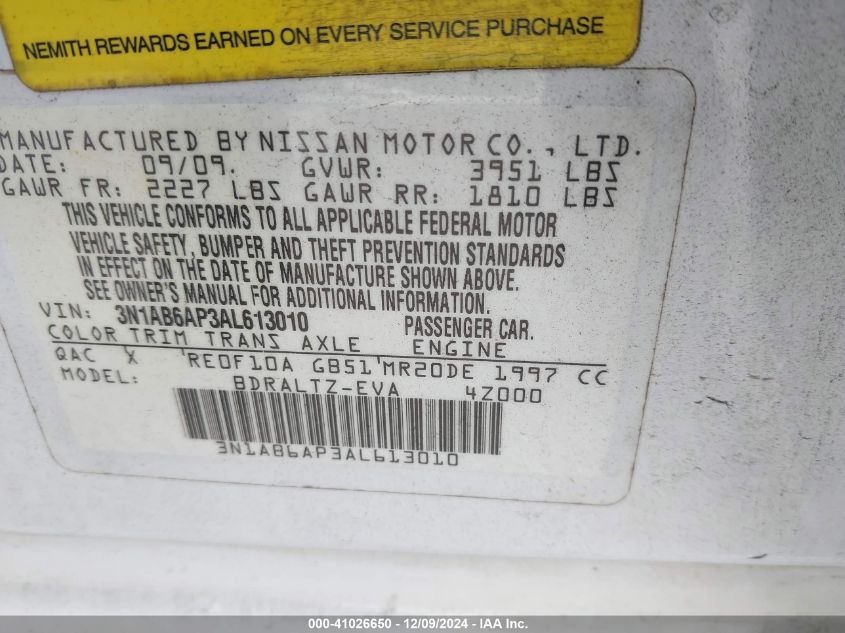 NEMITH REWARDS EARNED ON EVERY SERVICE PURCHASE
MANUFACTURED BY NISSAN MOTOR CO., LTD.
DATE: 09/09. GVWR: 3951 LBS
GAWR FR: 2227 LBS GAWR RR: 1810 LBS
THIS VEHICLE CONFORMS TO ALL APPLICABLE FEDERAL MOTOR
VEHICLE SAFETY, BUMPER AND THEFT PREVENTION STANDARDS
IN EFFECT ON THE DATE OF MANUFACTURE SHOWN ABOVE.
SEE OWNER'S MANUAL FOR ADDITIONAL INFORMATION.
VIN: 3N1AB6AP3AL613010 PASSENGER CAR.
COLOR TRIM TRANS AXLE ENGINE
QAC X RE0F10A GB51 MR20DE 1997 CC
MODEL: BDRALTZ-EVA 4Z000
3N1AB6AP3AL613010
000-41026650 - 12/09/2024 - IAA Inc.